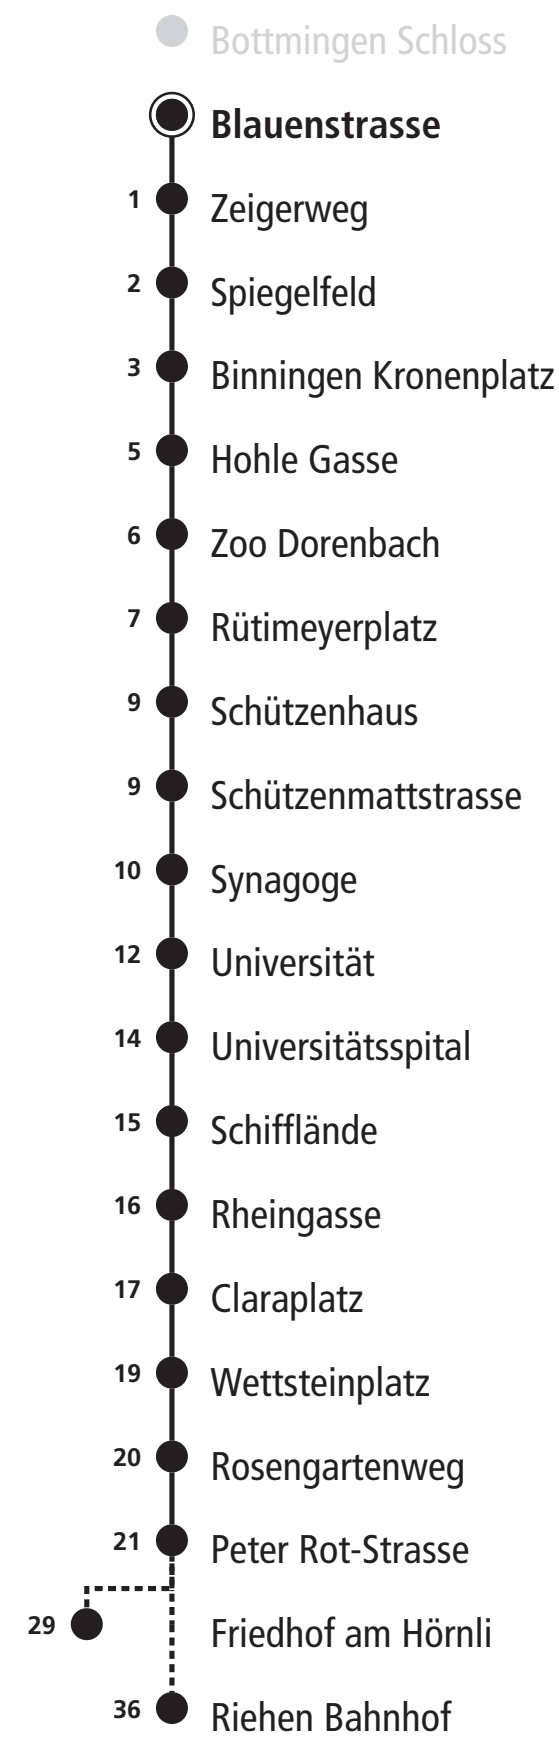 Bottmingen Schloss
Blauenstrasse
1 Zeigerweg
2 Spiegelfeld
3 Binningen Kronenplatz
5 Hohle Gasse
6 Zoo Dorenbach
7 Rütimeyerplatz
9 Schützenhaus
9 Schützenmattstrasse
10 Synagoge
12 Universität
14 Universitätsspital
15 Schifflände
16 Rheingasse
17 Claraplatz
19 Wettsteinplatz
20 Rosengartenweg
21 Peter Rot-Strasse
29 Friedhof am Hörnli
36 Riehen Bahnhof